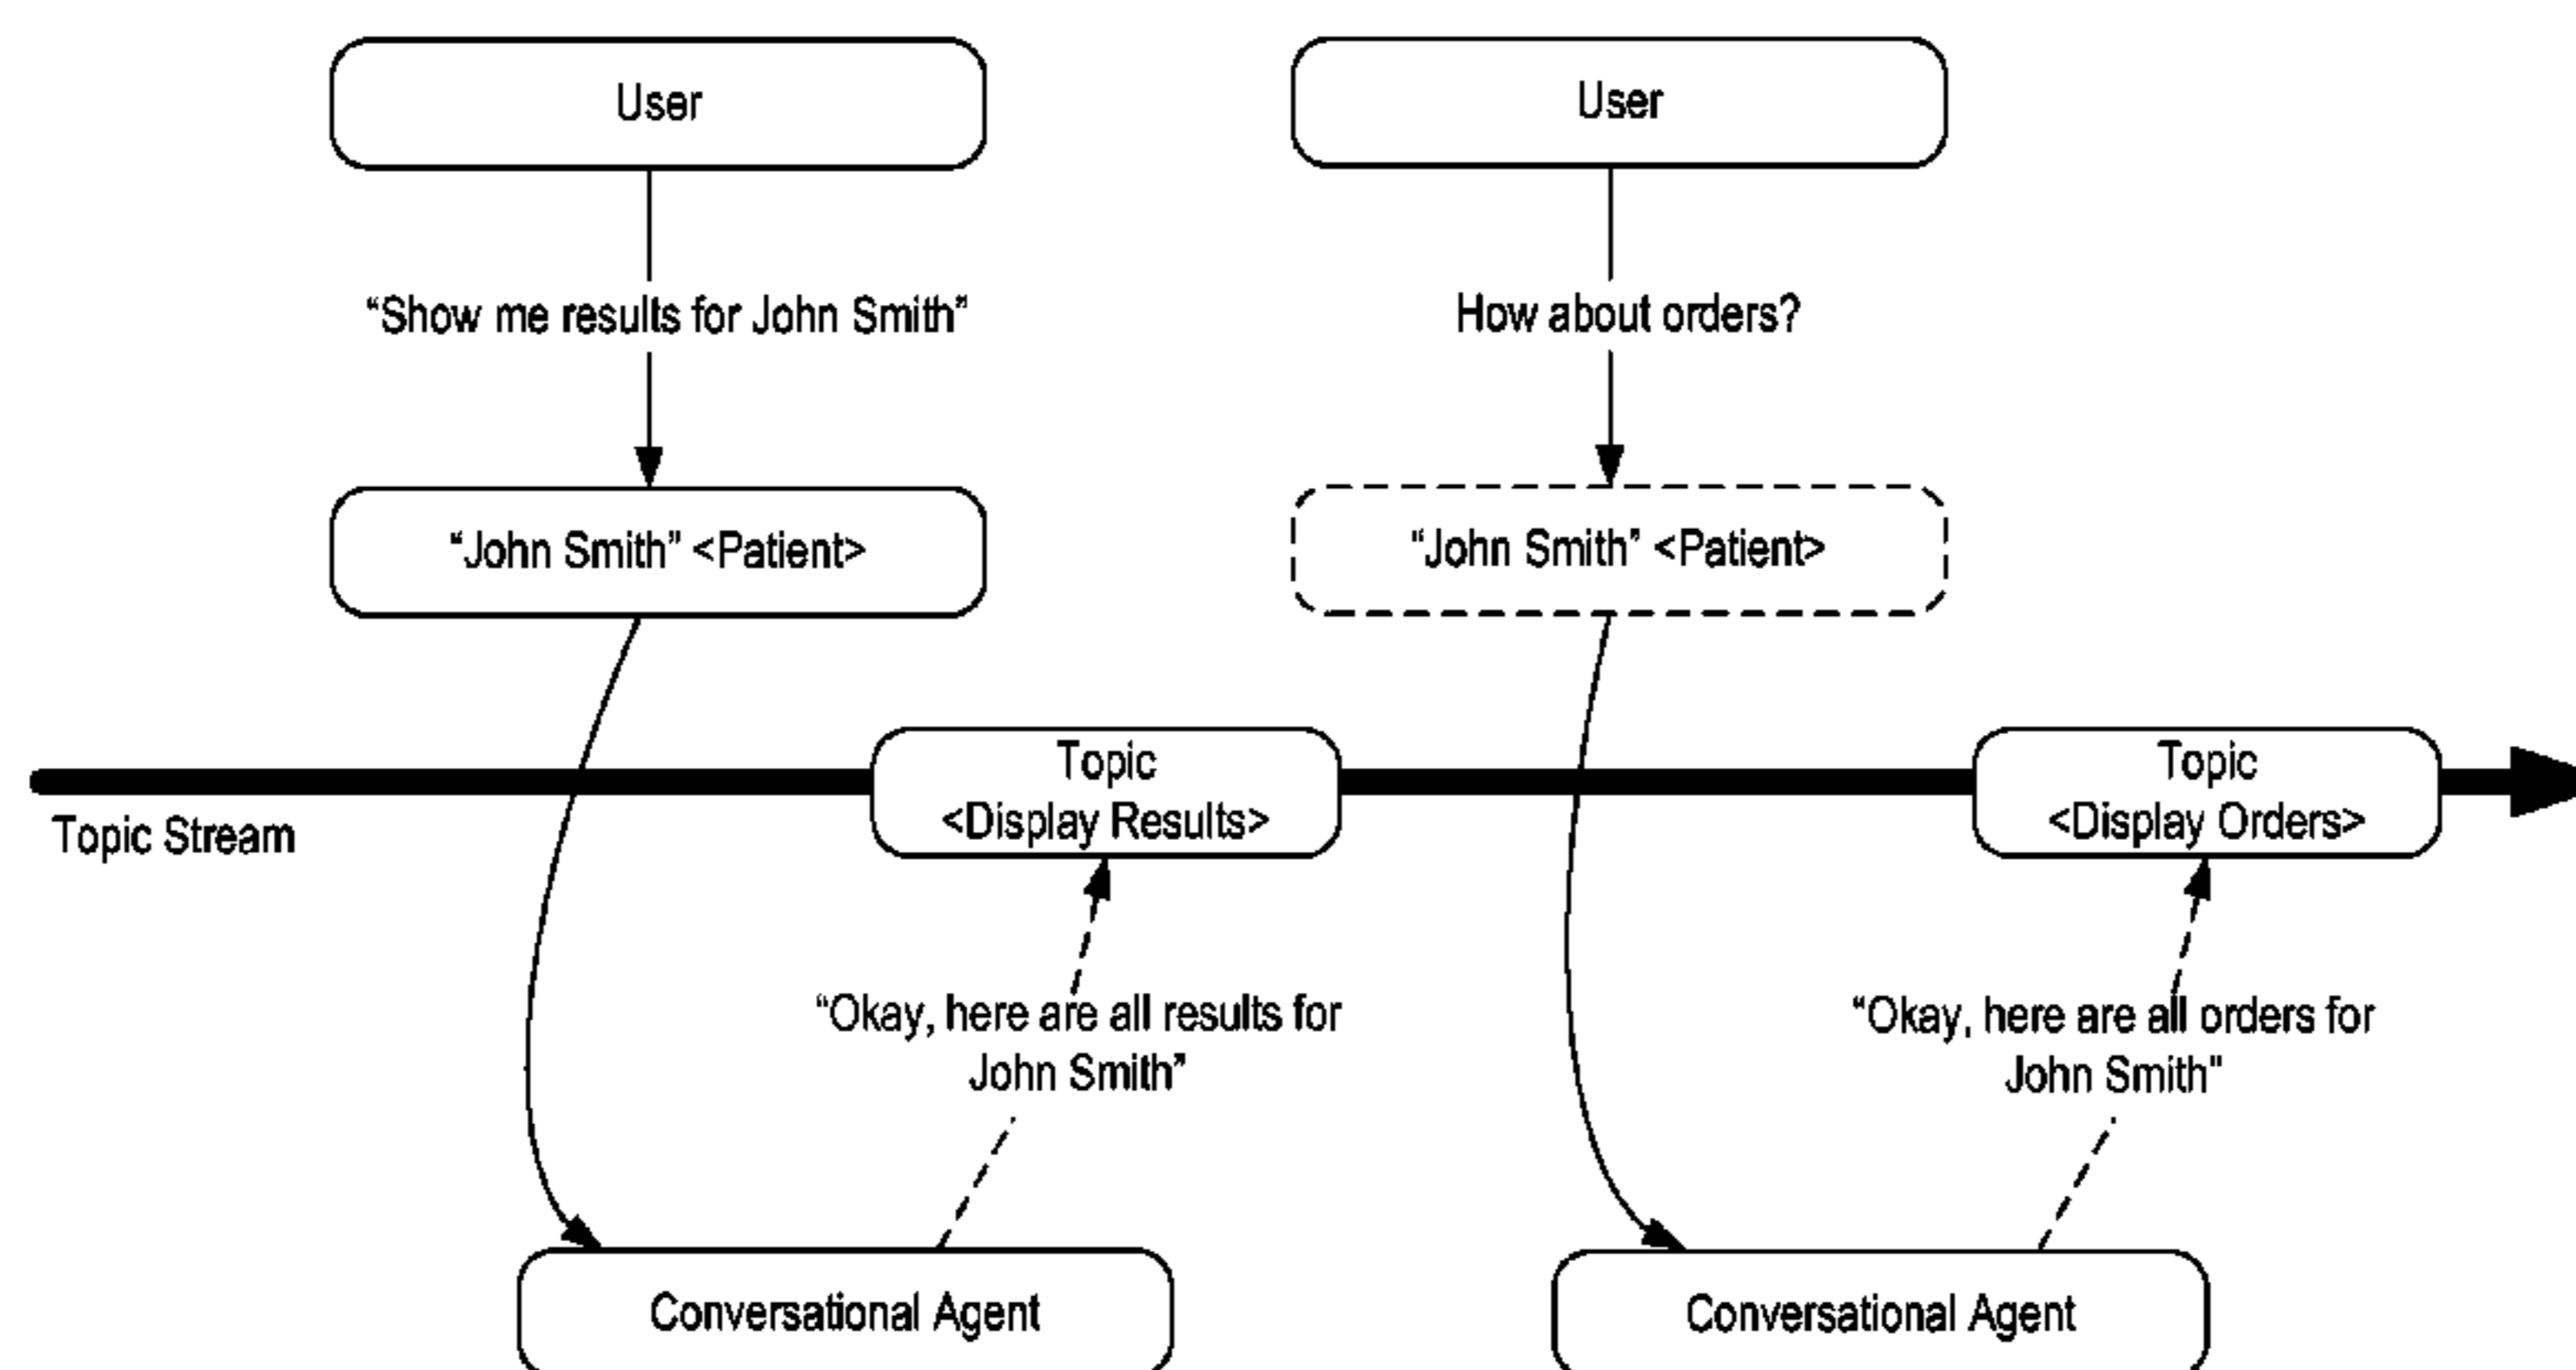 User
User
“Show me results for John Smith”
How about orders?
“John Smith” <Patient>
“John Smith” <Patient>
Topic
<Display Results>
Topic
<Display Orders>
Topic Stream
“Okay, here are all results for
John Smith”
“Okay, here are all orders for
John Smith"
Conversational Agent
Conversational Agent